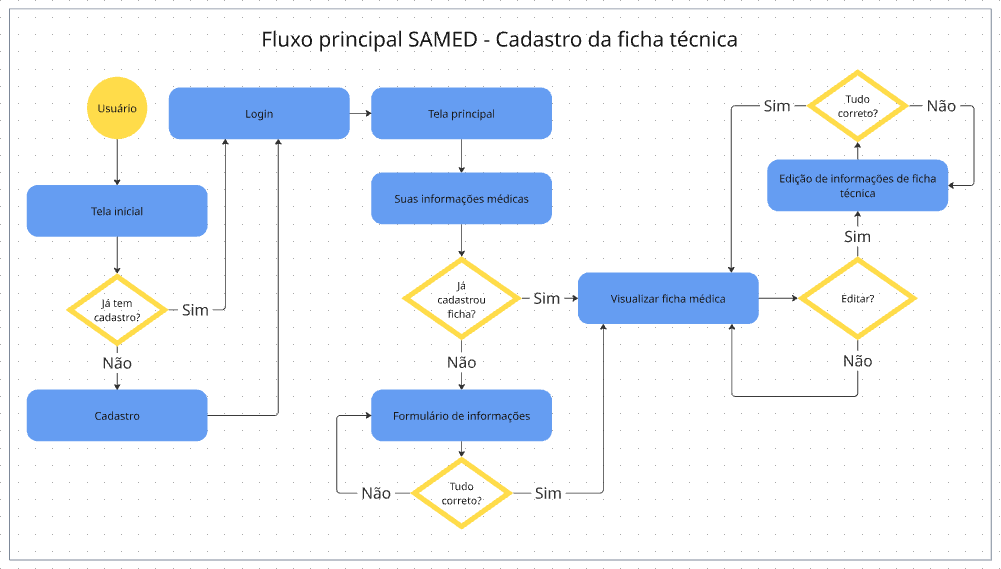 Fluxo principal SAMED - Cadastro da ficha técnica
Usuário
Tela inicial
Já tem
cadastro?
Sim
Não
Cadastro
Login
Tela principal
Suas informações médicas
Já
cadastrou
ficha?
Sim
Não
Formulário de informações
Tudo
correto?
Não
Sim
Visualizar ficha médica
Editar?
Não
Sim
Edição de informações de ficha
técnica
Tudo
correto?
Sim
Não